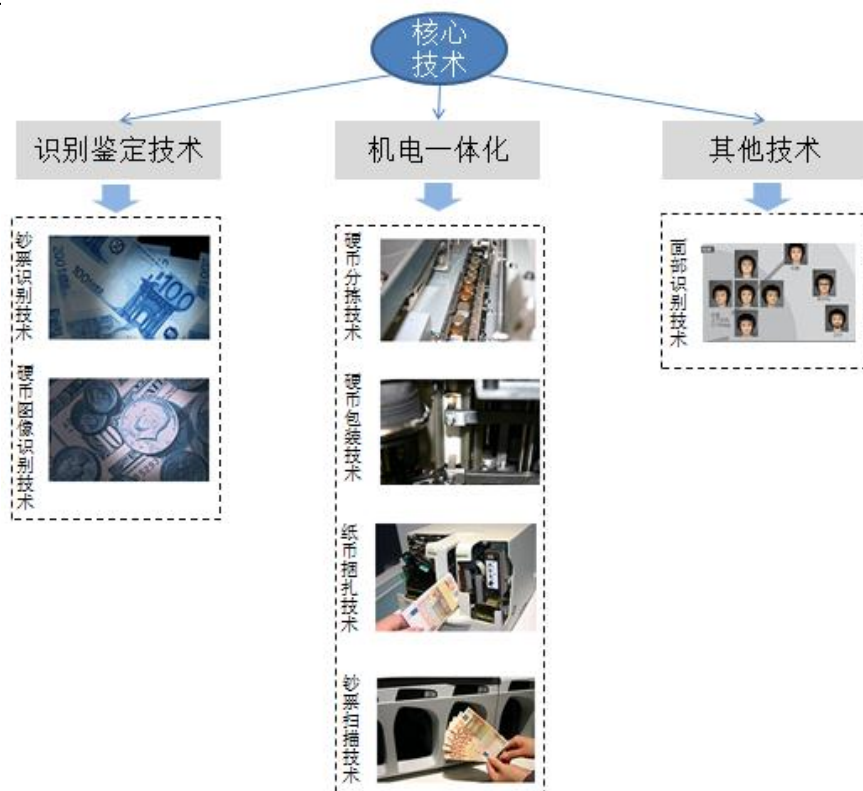 核心
技术
识别鉴定技术
机电一体化
其他技术
钞票识别技术
硬币图像识别技术
硬币分拣技术
硬币包装技术
纸币捆扎技术
钞票扫描技术
面部识别技术